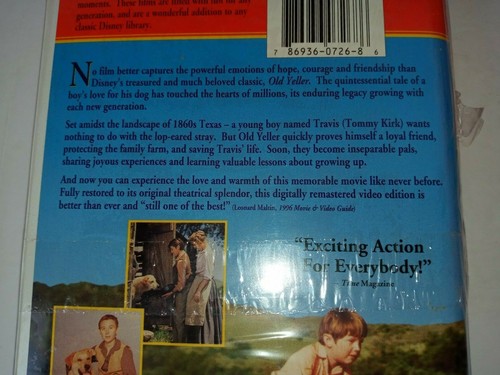 moments. These films are filled with fun for any
generation, and are a wonderful addition to any
classic Disney library.
7 86936-0726-8 6
No film better captures the powerful emotions of hope, courage and friendship than
Disney's treasured and much beloved classic, Old Yeller. The quintessential tale of a
boy's love for his dog has touched the hearts of millions, its enduring legacy growing with
each new generation.
Set amidst the landscape of 1860s Texas – a young boy named Travis (Tommy Kirk) wants
nothing to do with the lop-eared stray. But Old Yeller quickly proves himself a loyal friend,
protecting the family farm, and saving Travis' life. Soon, they become inseparable pals,
sharing joyous experiences and learning valuable lessons about growing up.
And now you can experience the love and warmth of this memorable movie like never before.
Fully restored to its original theatrical splendor, this digitally remastered video edition is
better than ever and "still one of the best!" (Leonard Maltin, 1996 Movie & Video Guide)
"Exciting Action
For Everybody!"
Time Magazine